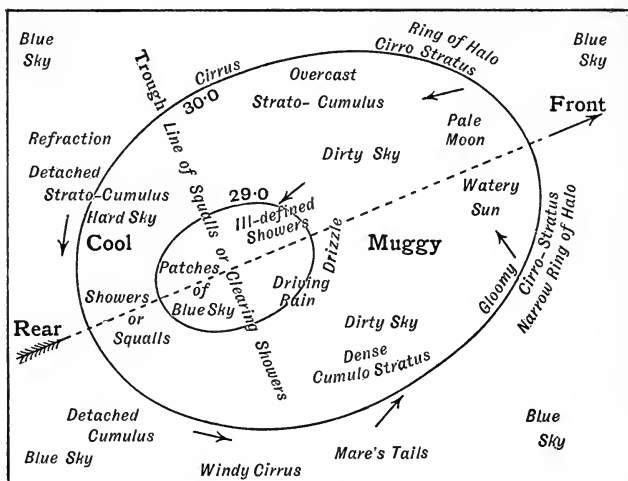 Blue
Sky
Ring of Halo
Cirro Stratus
Blue
Sky
Cirrus
Overcast
Trough
30·0
Strato-Cumulus
Front
Pale
Moon
Refraction
Line of Squalls or Clearing Showers
Dirty Sky
Detached
Strato-Cumulus
Hard Sky
29·0
Ill-defined
Showers
Watery
Sun
Cool
Drizzle
Muggy
Cirro-Stratus
Narrow Ring of Halo
Gloomy
Patches
of
Blue Sky
Driving
Rain
Showers
or
Squalls
Rear
Dirty Sky
Dense
Cumulo Stratus
Detached
Cumulus
Blue Sky
Windy Cirrus
Mare's Tails
Blue
Sky